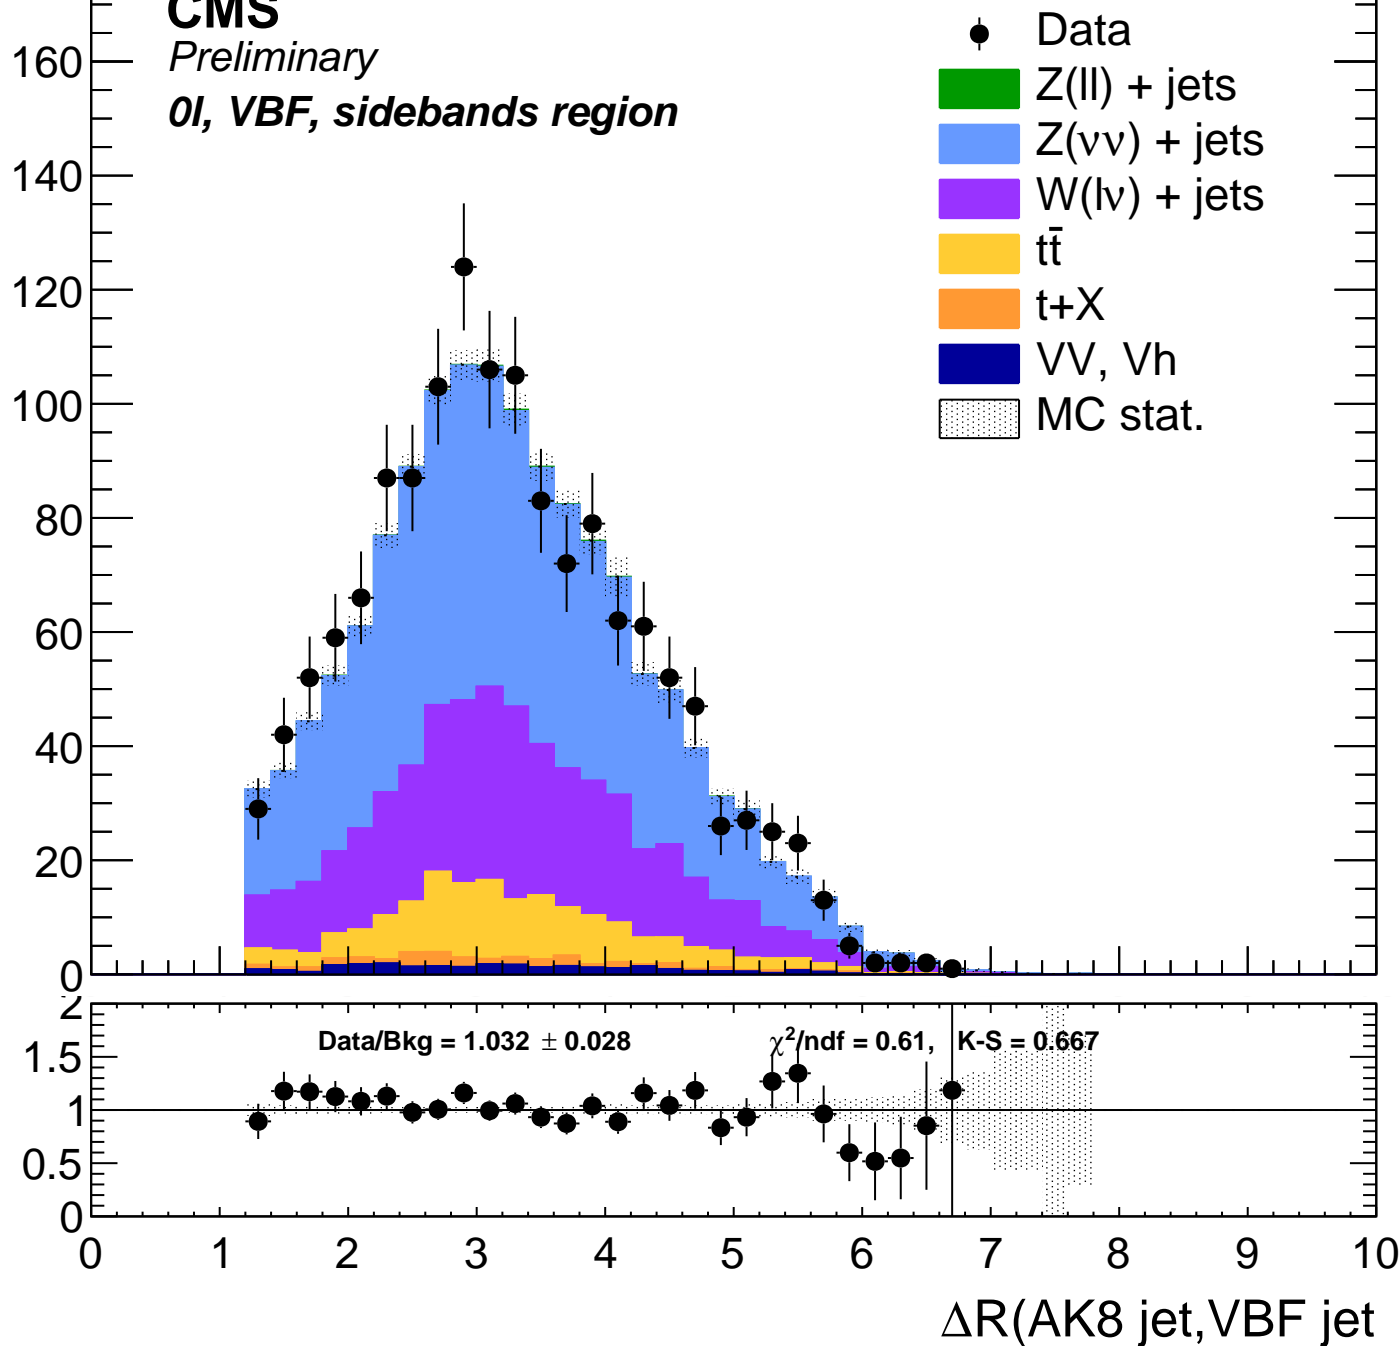 CMS
Preliminary
0l, VBF, sidebands region
Data
Z(ll) + jets
Z(νν) + jets
W(lν) + jets
tt̄
t+X
VV, Vh
MC stat.
160
140
120
100
80
60
40
20
0
2
1.5
1
0.5
0
Data/Bkg = 1.032 ± 0.028
χ²/ndf = 0.61, K-S = 0.667
0 1 2 3 4 5 6 7 8 9 10
ΔR(AK8 jet,VBF jet